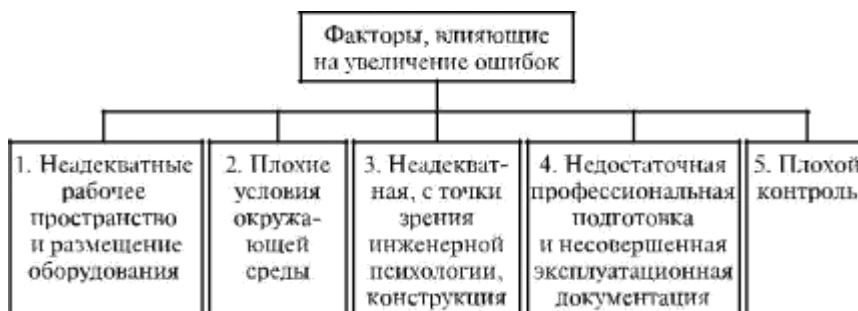 Факторы, влияющие
на увеличение ошибок
1. Неадекватные
рабочее
пространство
и размещение
оборудования
2. Плохие
условия
окружа-
ющей
среды
3. Неадекват-
ная, с точки
зрения
инженерной
психологии,
конструкция
4. Недостаточная
профессиональная
подготовка
и несовершенная
эксплуатационная
документация
5. Плохой
контроль